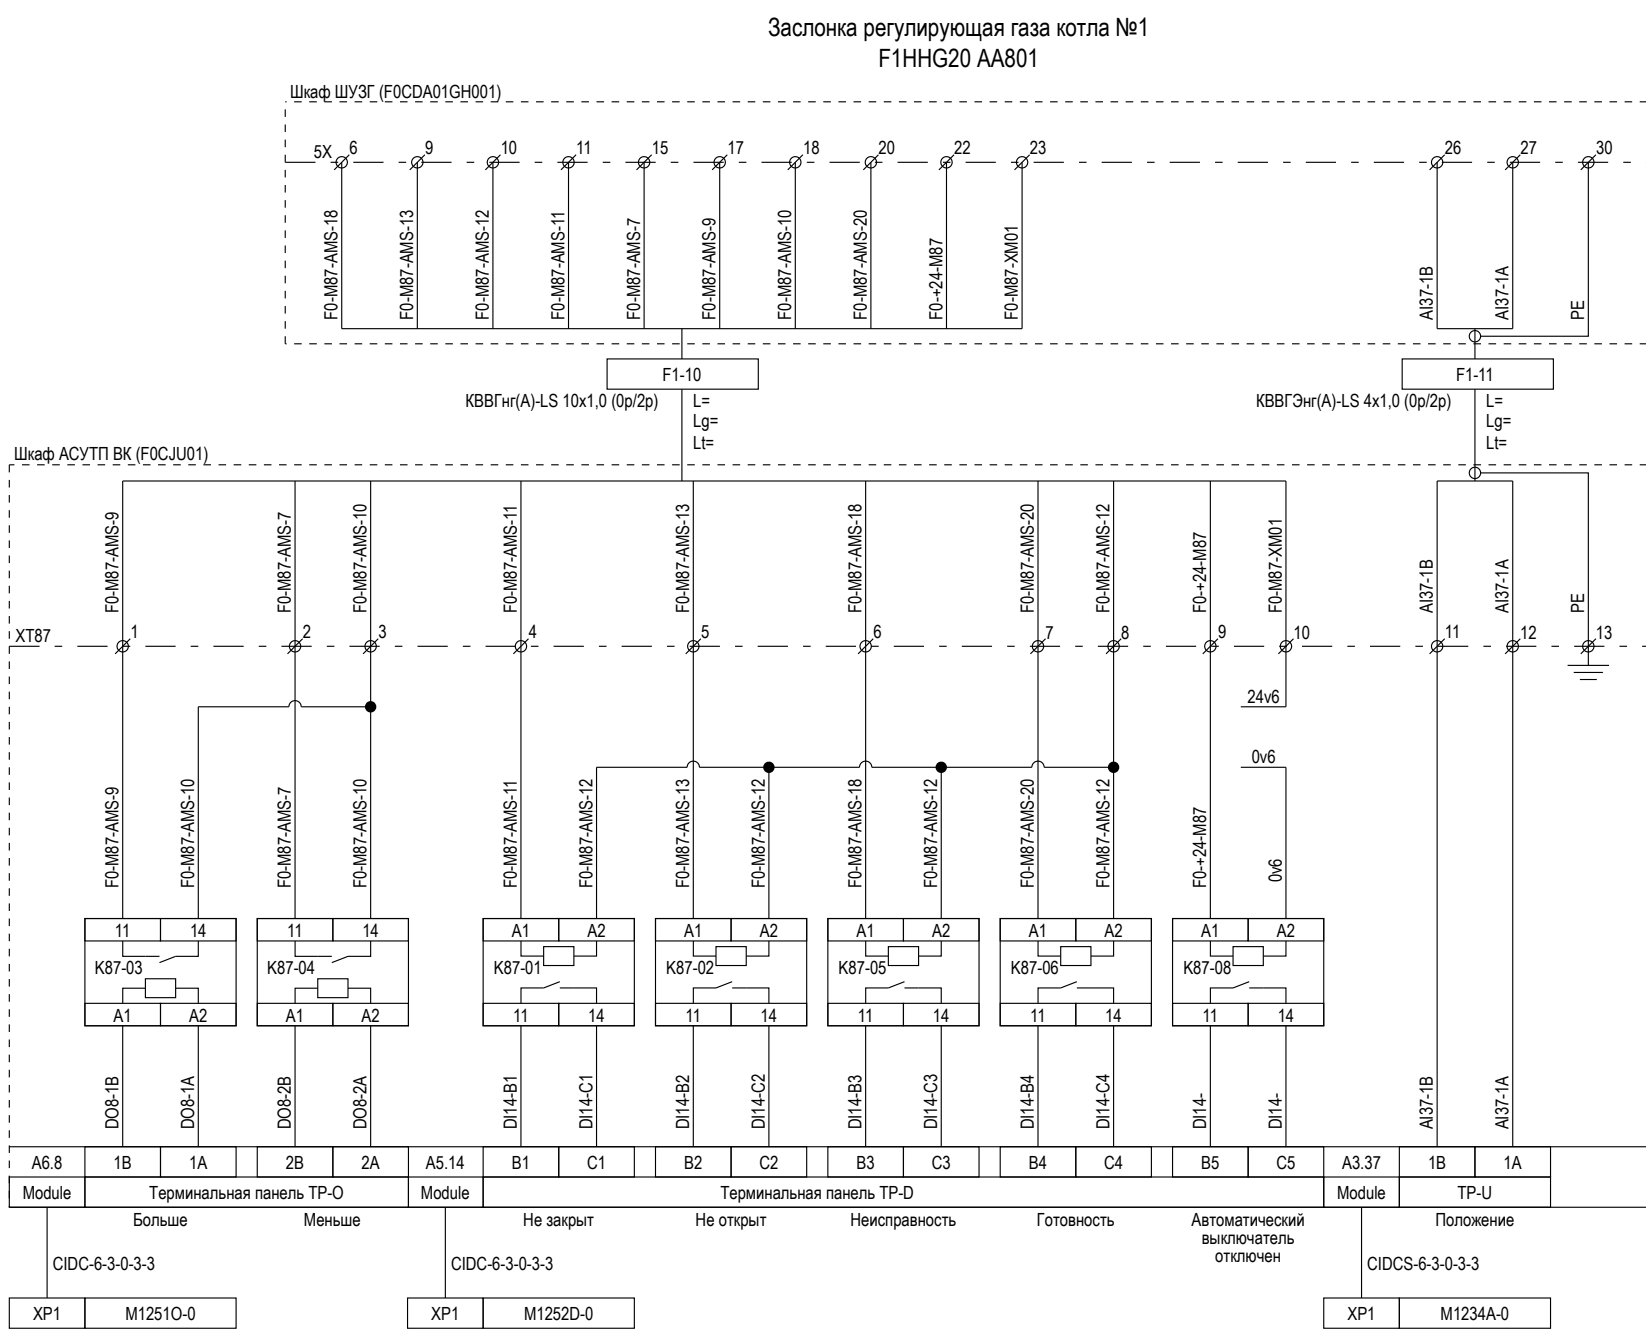 Заслонка регулирующая газа котла №1
F1HHG20 AA801
Шкаф ШУЗГ (F0CDA01GH001)
5X 6 9 10 11 15 17 18 20 22 23 26 27 30
F0-M87-AMS-18 F0-M87-AMS-13 F0-M87-AMS-12 F0-M87-AMS-11 F0-M87-AMS-7 F0-M87-AMS-9 F0-M87-AMS-10 F0-M87-AMS-20 F0-+24-M87 F0-M87-XM01 AI37-1B AI37-1A PE
F1-10 F1-11
КВВГнг(А)-LS 10x1,0 (0р/2р) L= КВВГЭнг(А)-LS 4x1,0 (0р/2р) L=
Lg= Lg=
Lt= Lt=
Шкаф АСУТП ВК (F0CJU01)
F0-M87-AMS-9 F0-M87-AMS-7 F0-M87-AMS-10 F0-M87-AMS-11 F0-M87-AMS-13 F0-M87-AMS-18 F0-M87-AMS-20 F0-M87-AMS-12 F0-+24-M87 F0-M87-XM01 AI37-1B AI37-1A PE
XT87 1 2 3 4 5 6 7 8 9 10 11 12 13
24v6
0v6
F0-M87-AMS-9 F0-M87-AMS-10 F0-M87-AMS-7 F0-M87-AMS-10 F0-M87-AMS-11 F0-M87-AMS-12 F0-M87-AMS-13 F0-M87-AMS-12 F0-M87-AMS-18 F0-M87-AMS-12 F0-M87-AMS-20 F0-M87-AMS-12 F0-+24-M87 0v6
11 14 11 14 A1 A2 A1 A2 A1 A2 A1 A2 A1 A2
K87-03 K87-04 K87-01 K87-02 K87-05 K87-06 K87-08
A1 A2 A1 A2 11 14 11 14 11 14 11 14 11 14
DO8-1B DO8-1A DO8-2B DO8-2A DI14-B1 DI14-C1 DI14-B2 DI14-C2 DI14-B3 DI14-C3 DI14-B4 DI14-C4 DI14- DI14- AI37-1B AI37-1A
A6.8 1B 1A 2B 2A A5.14 B1 C1 B2 C2 B3 C3 B4 C4 B5 C5 A3.37 1B 1A
Module Терминальная панель TP-O Module Терминальная панель TP-D Module TP-U
Больше Меньше Не закрыт Не открыт Неисправность Готовность Автоматический Положение
выключатель
отключен
CIDC-6-3-0-3-3 CIDC-6-3-0-3-3 CIDCS-6-3-0-3-3
XP1 M1251O-0 XP1 M1252D-0 XP1 M1234A-0